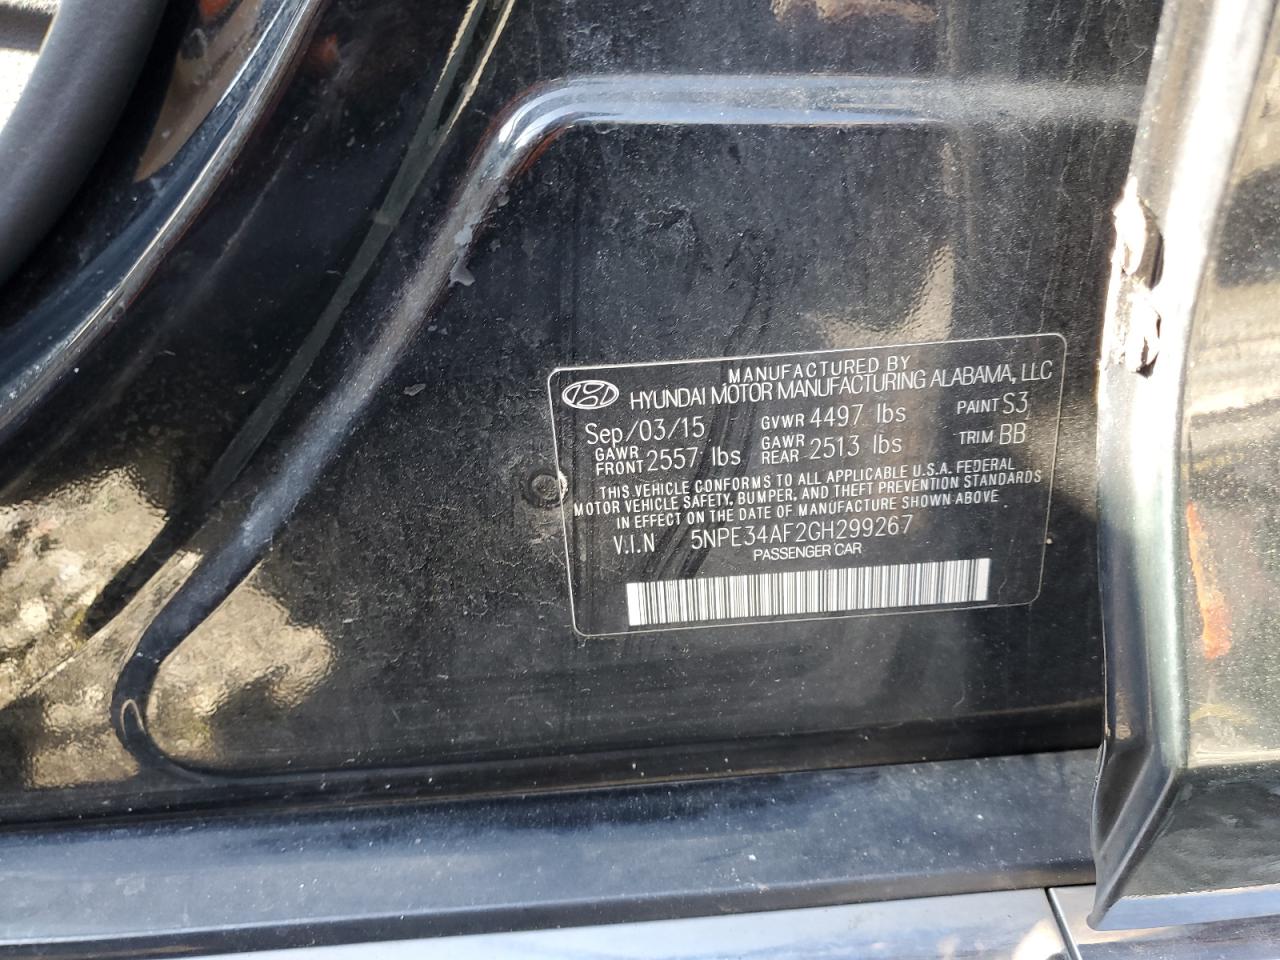 MANUFACTURED BY
HYUNDAI MOTOR MANUFACTURING ALABAMA, LLC
Sep/03/15 GVWR 4497 lbs PAINT S3
GAWR FRONT 2557 lbs GAWR REAR 2513 lbs TRIM BB
THIS VEHICLE CONFORMS TO ALL APPLICABLE U.S.A. FEDERAL
MOTOR VEHICLE SAFETY, BUMPER, AND THEFT PREVENTION STANDARDS
IN EFFECT ON THE DATE OF MANUFACTURE SHOWN ABOVE
V.I.N 5NPE34AF2GH299267
PASSENGER CAR